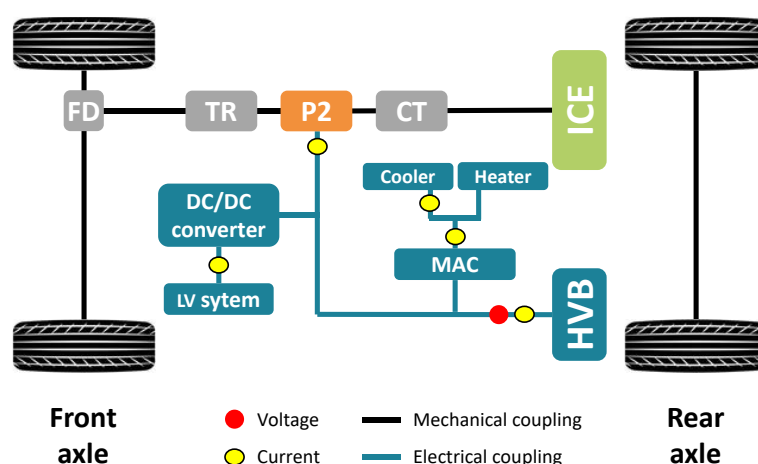 FD
TR
P2
CT
ICE
Cooler
Heater
DC/DC
converter
MAC
LV sytem
HVB
Front
axle
Voltage
Current
Mechanical coupling
Electrical coupling
Rear
axle